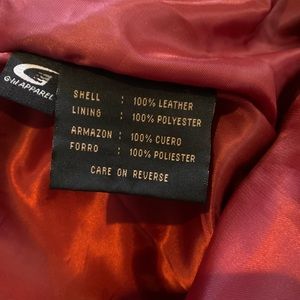 G-III APPAREL
SHELL : 100% LEATHER
LINING : 100% POLYESTER
ARMAZON : 100% CUERO
FORRO : 100% POLIESTER
CARE ON REVERSE